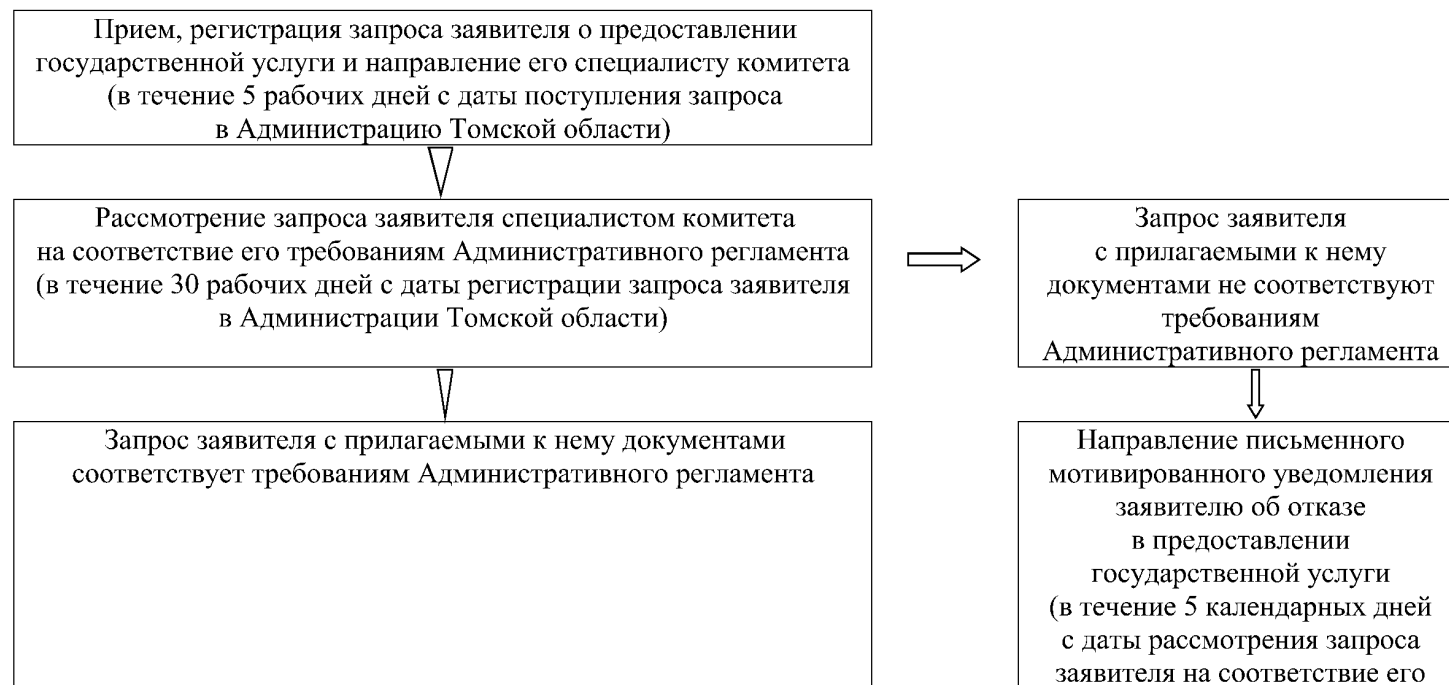 Прием, регистрация запроса заявителя о предоставлении
государственной услуги и направление его специалисту комитета
(в течение 5 рабочих дней с даты поступления запроса
в Администрацию Томской области)
Рассмотрение запроса заявителя специалистом комитета
на соответствие его требованиям Административного регламента
(в течение 30 рабочих дней с даты регистрации запроса заявителя
в Администрации Томской области)
Запрос заявителя
с прилагаемыми к нему
документами не соответствуют
требованиям
Административного регламента
Запрос заявителя с прилагаемыми к нему документами
соответствует требованиям Административного регламента
Направление письменного
мотивированного уведомления
заявителю об отказе
в предоставлении
государственной услуги
(в течение 5 календарных дней
с даты рассмотрения запроса
заявителя на соответствие его